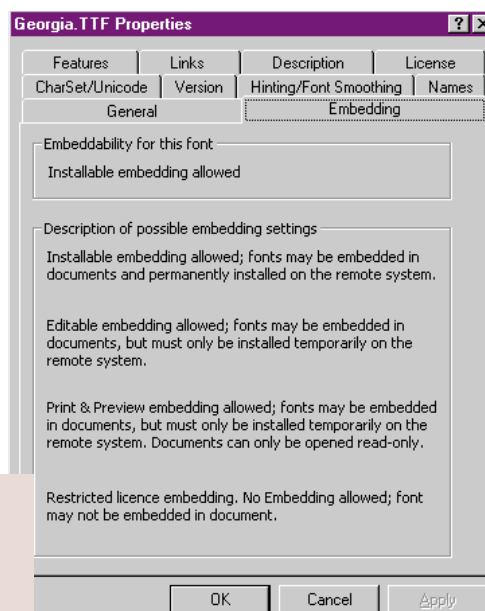 Georgia.TTF Properties
Features Links Description License
CharSet/Unicode Version Hinting/Font Smoothing Names
General Embedding
Embeddability for this font
Installable embedding allowed
Description of possible embedding settings
Installable embedding allowed; fonts may be embedded in
documents and permanently installed on the remote system.
Editable embedding allowed; fonts may be embedded in
documents, but must only be installed temporarily on the
remote system.
Print & Preview embedding allowed; fonts may be embedded
in documents, but must only be installed temporarily on the
remote system. Documents can only be opened read-only.
Restricted licence embedding. No Embedding allowed; font
may not be embedded in document.
OK Cancel Apply